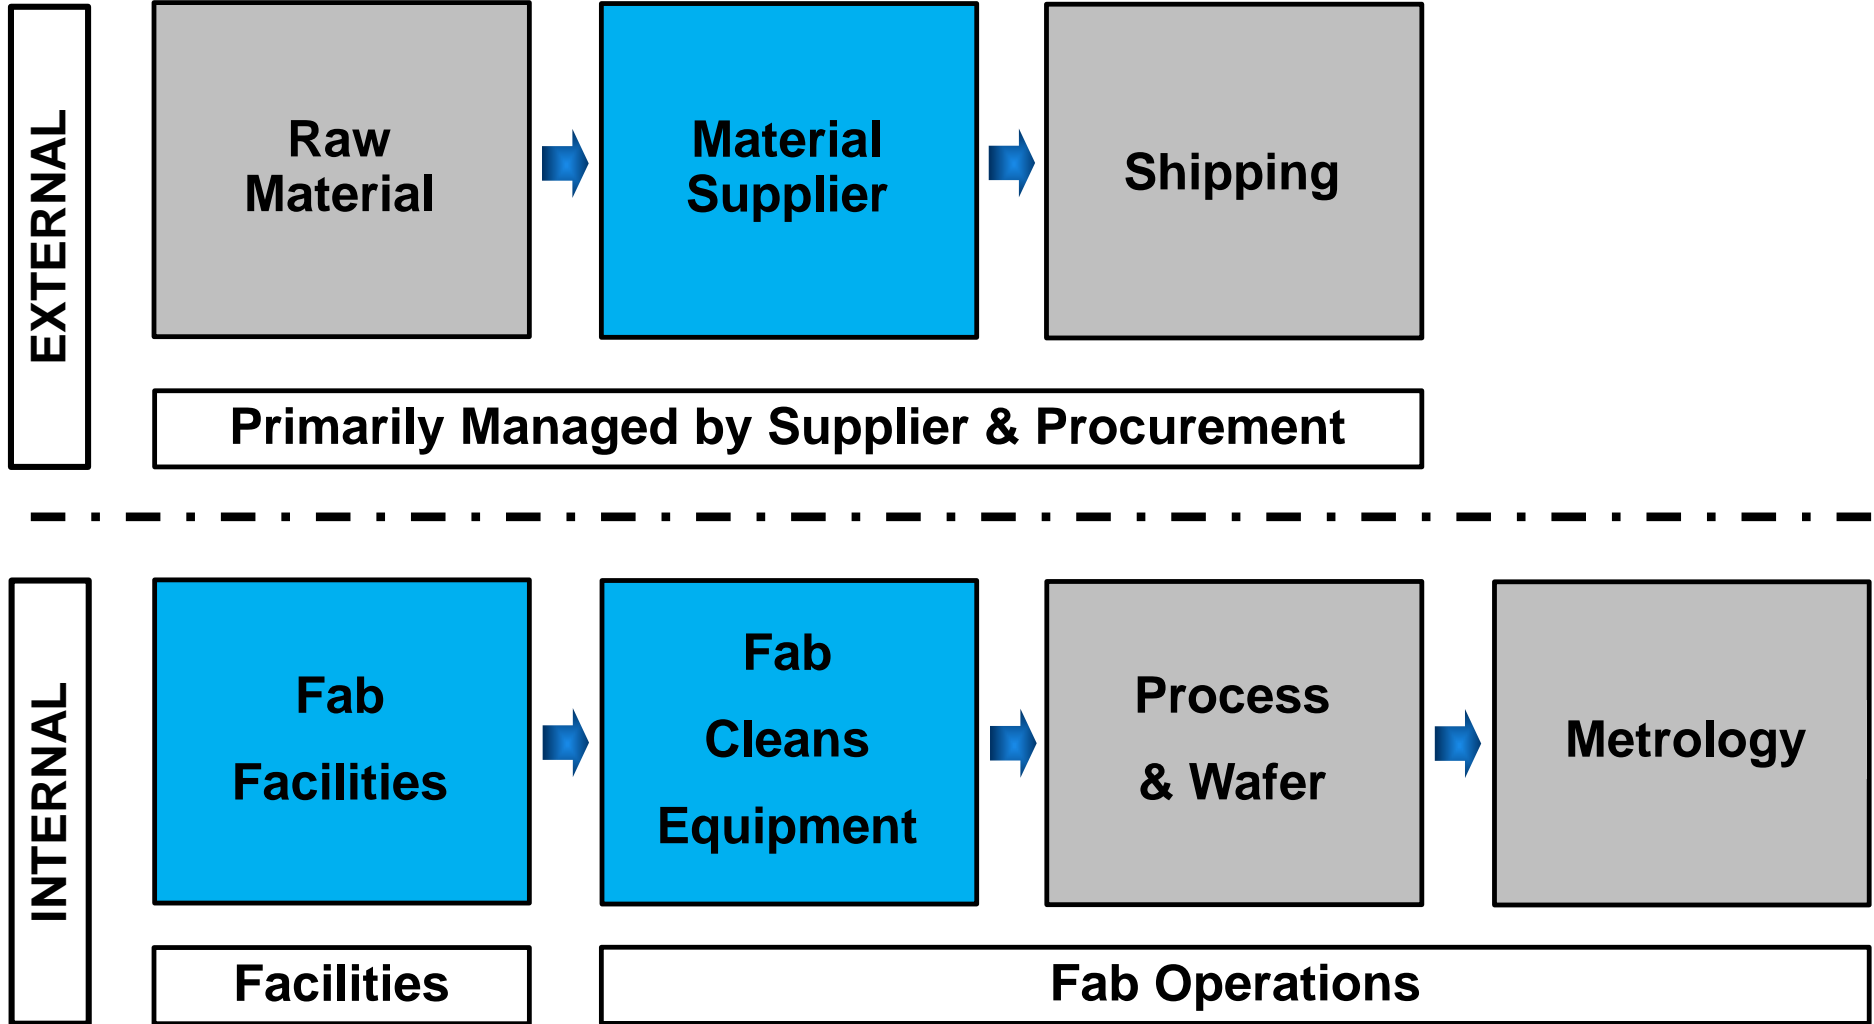 EXTERNAL
Raw
Material
Material
Supplier
Shipping
Primarily Managed by Supplier & Procurement
INTERNAL
Fab
Facilities
Fab
Cleans
Equipment
Process
& Wafer
Metrology
Facilities
Fab Operations